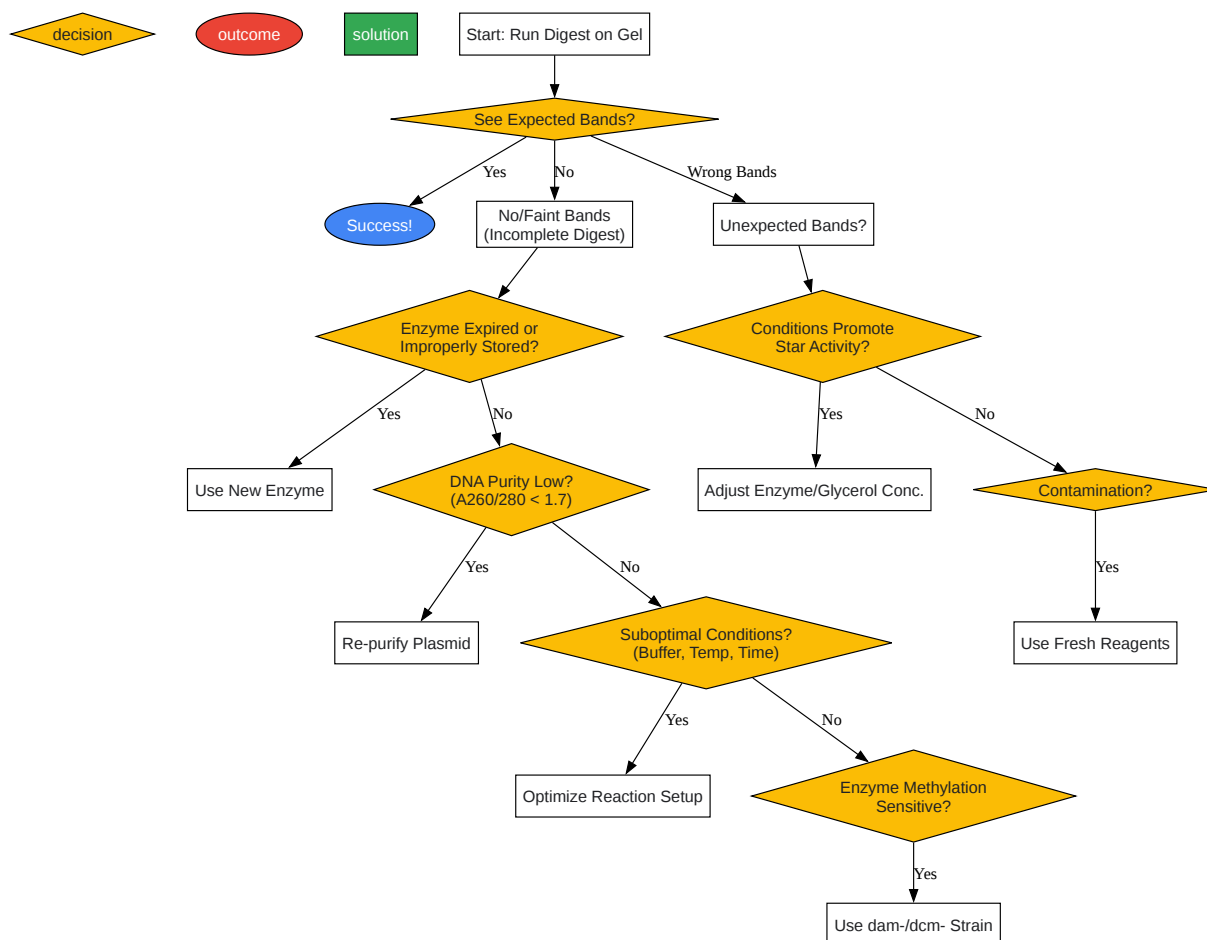 decision
outcome
solution
Start: Run Digest on Gel
See Expected Bands?
Yes
No
Wrong Bands
Success!
No/Faint Bands
(Incomplete Digest)
Unexpected Bands?
Enzyme Expired or
Improperly Stored?
Conditions Promote
Star Activity?
Yes
No
Yes
No
Use New Enzyme
DNA Purity Low?
(A260/280 < 1.7)
Adjust Enzyme/Glycerol Conc.
Contamination?
Yes
No
Yes
Re-purify Plasmid
Suboptimal Conditions?
(Buffer, Temp, Time)
Use Fresh Reagents
Yes
No
Optimize Reaction Setup
Enzyme Methylation
Sensitive?
Yes
Use dam-/dcm- Strain